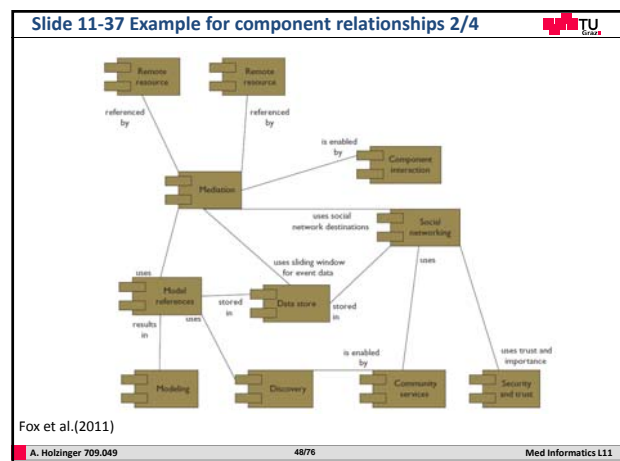 Slide 11-37 Example for component relationships 2/4
TU
Graz
Remote
resource
Remote
resource
referenced
by
referenced
by
is enabled
by
Component
interaction
Mediation
uses social
network destinations
Social
networking
uses sliding window
for event data
uses
uses
Model
references
stored
in
Data store
stored
in
results
in
uses
is enabled
by
uses trust and
importance
Modeling
Discovery
Community
services
Security
and trust
Fox et al.(2011)
A. Holzinger 709.049
48/76
Med Informatics L11